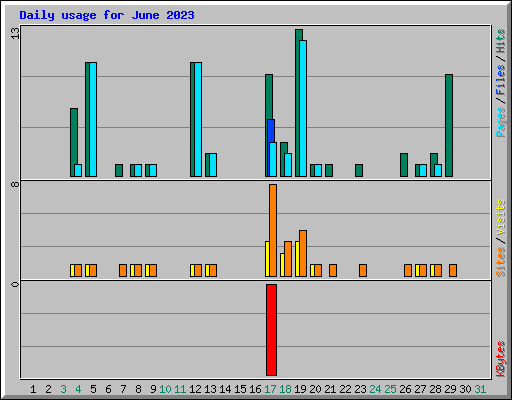 Daily usage for June 2023
13
8
0
Pages/Files/Hits
Sites/Visits
KBytes
1 2 3 4 5 6 7 8 9 10 11 12 13 14 15 16 17 18 19 20 21 22 23 24 25 26 27 28 29 30 31